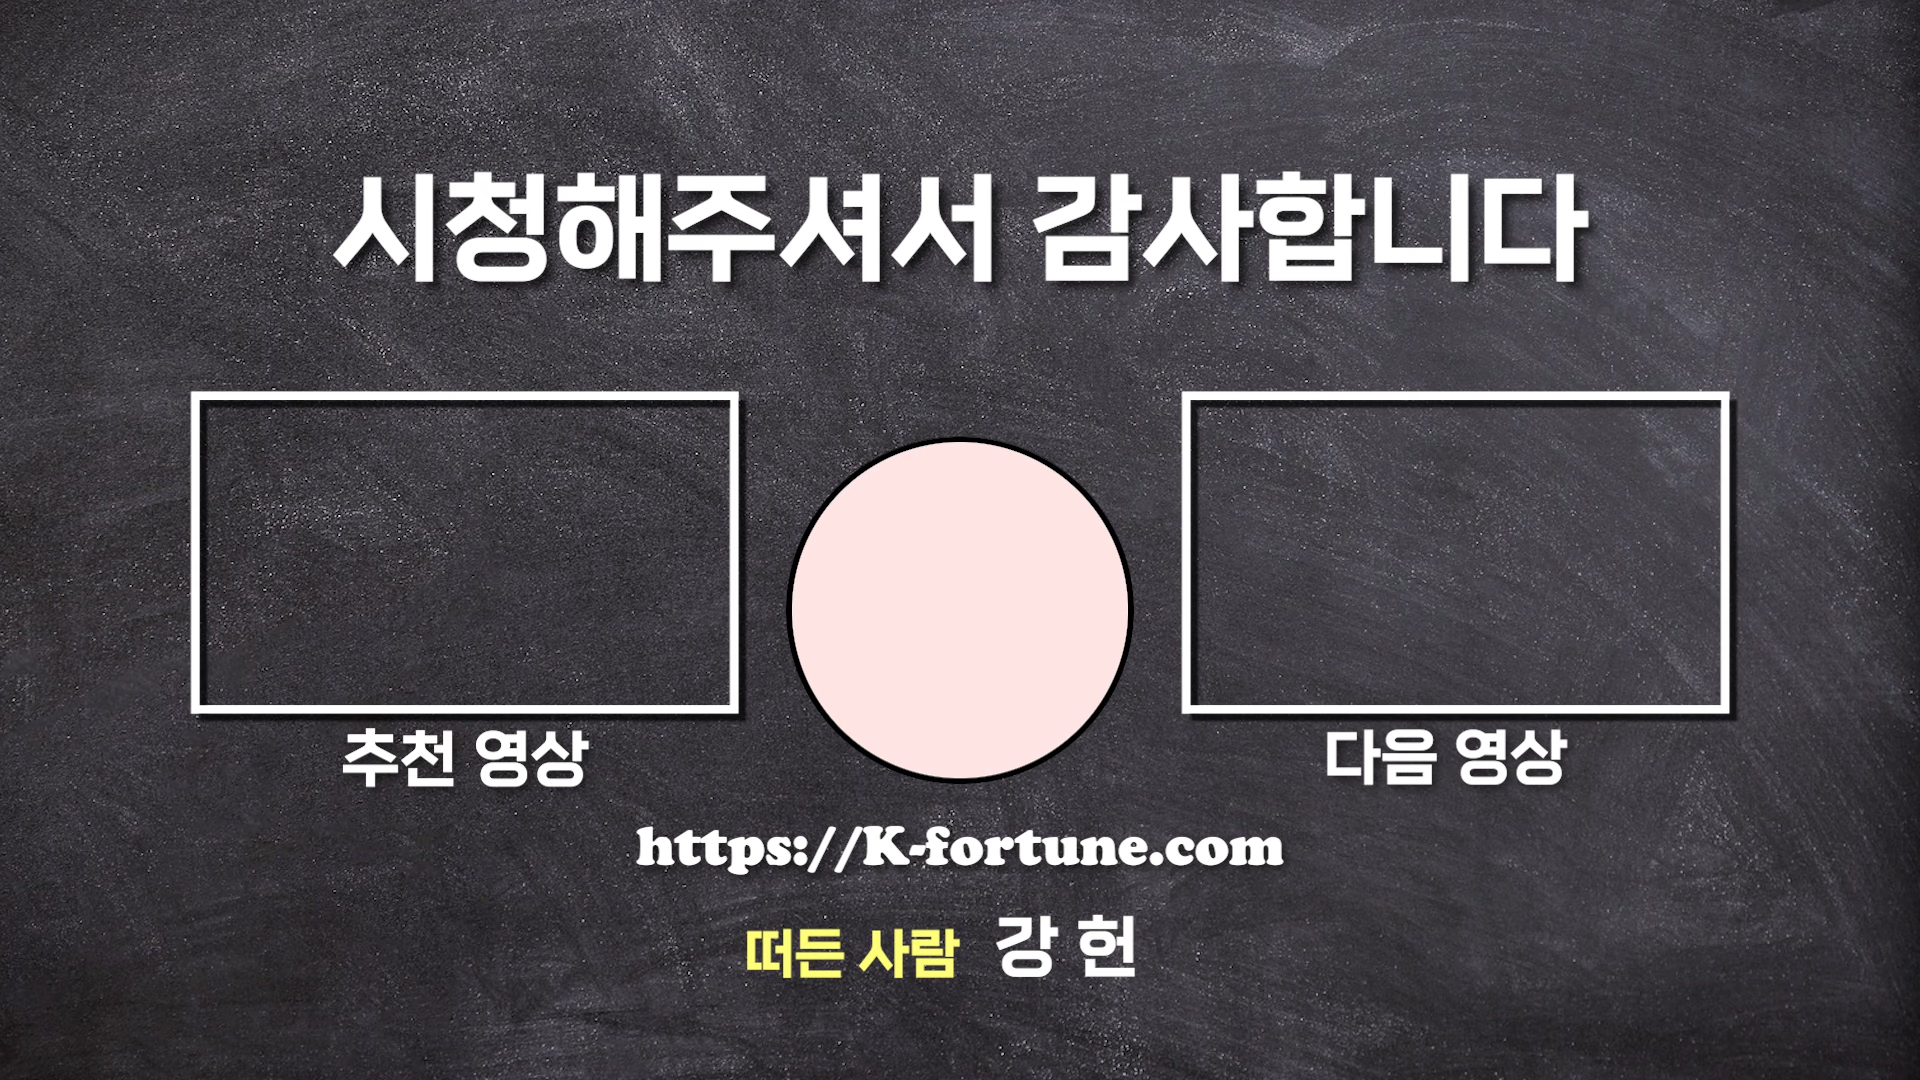 시청해주셔서 감사합니다
추천 영상
다음 영상
https://K-fortune.com
떠든 사람 강 헌